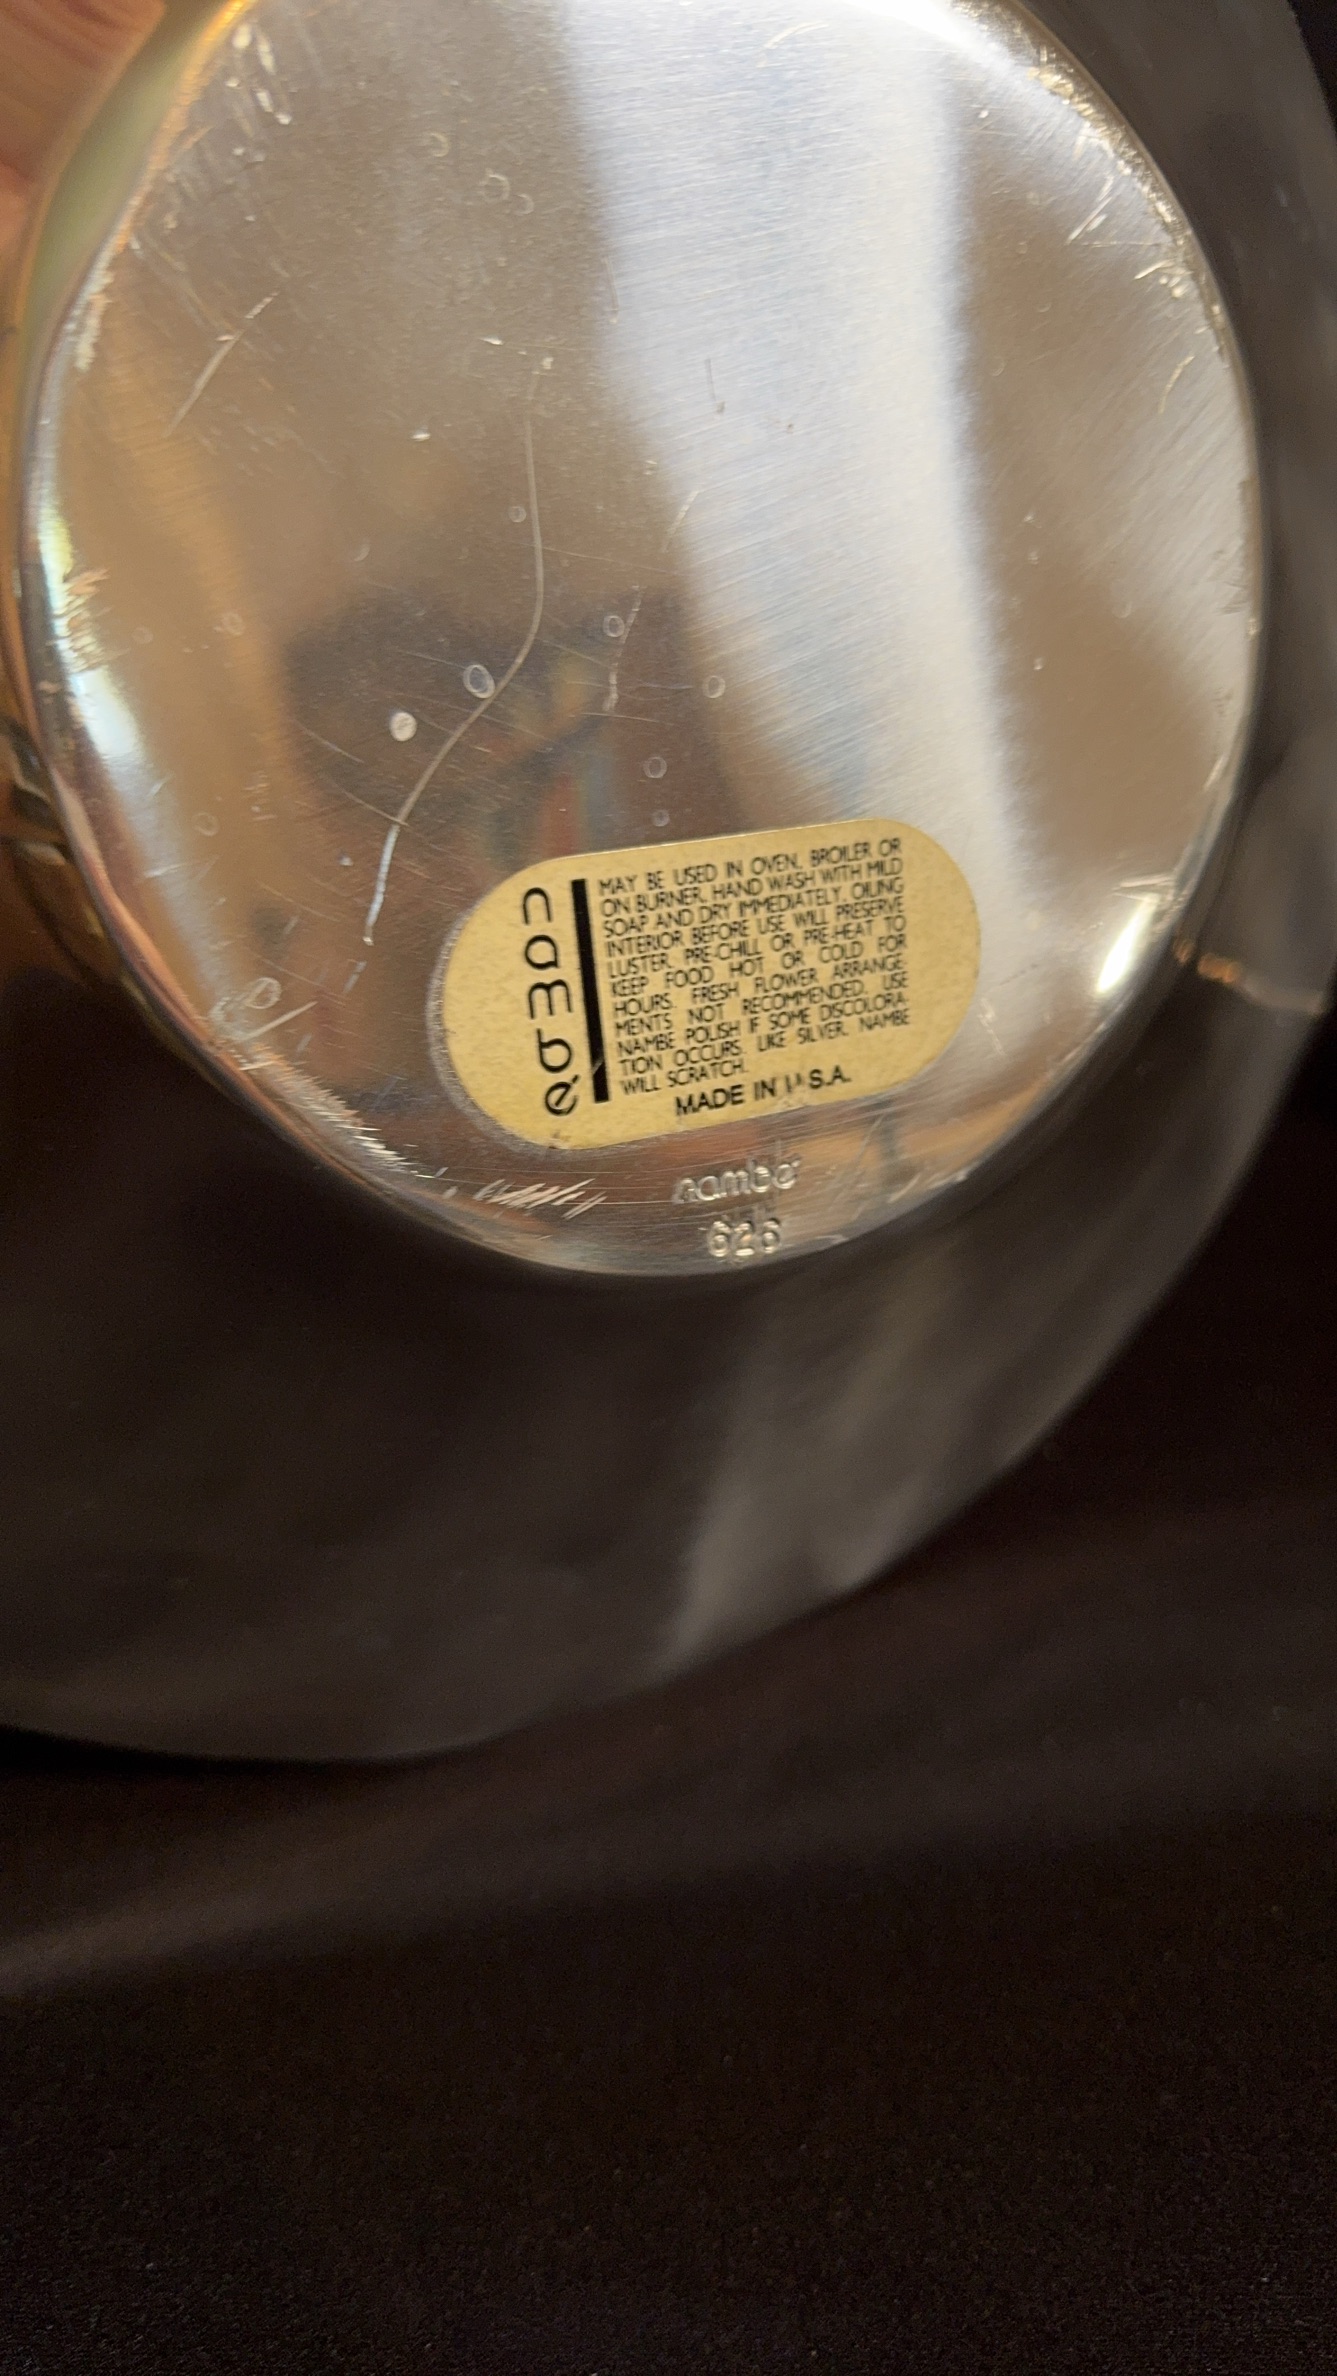 nambé
MAY BE USED IN OVEN, BROILER OR
ON BURNER, HAND WASH WITH MILD
SOAP AND DRY IMMEDIATELY. OILING
INTERIOR BEFORE USE WILL PRESERVE
LUSTER. PRE-CHILL OR PRE-HEAT TO
KEEP FOOD HOT OR COLD FOR
HOURS. FRESH FLOWER ARRANGE-
MENTS NOT RECOMMENDED. USE
NAMBE POLISH IF SOME DISCOLORA-
TION OCCURS. LIKE SILVER, NAMBE
WILL SCRATCH.
MADE IN U.S.A.
nambé
626